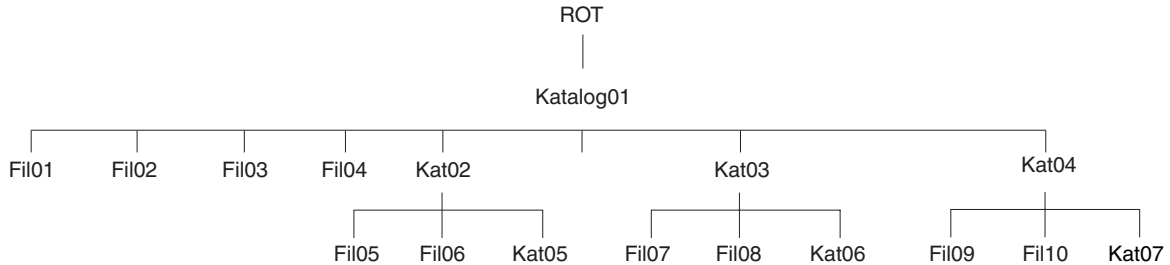 ROT
Katalog01
Fil01 Fil02 Fil03 Fil04 Kat02 Kat03 Kat04
Fil05 Fil06 Kat05 Fil07 Fil08 Kat06 Fil09 Fil10 Kat07